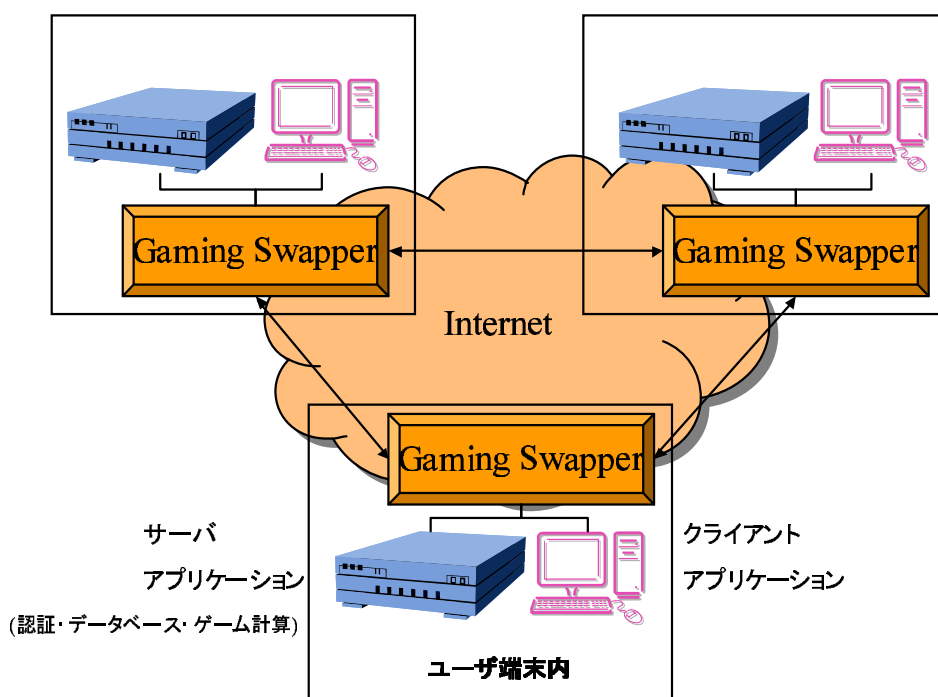 Gaming Swapper
Gaming Swapper
Internet
Gaming Swapper
サーバ
アプリケーション
(認証・データベース・ゲーム計算)
クライアント
アプリケーション
ユーザ端末内